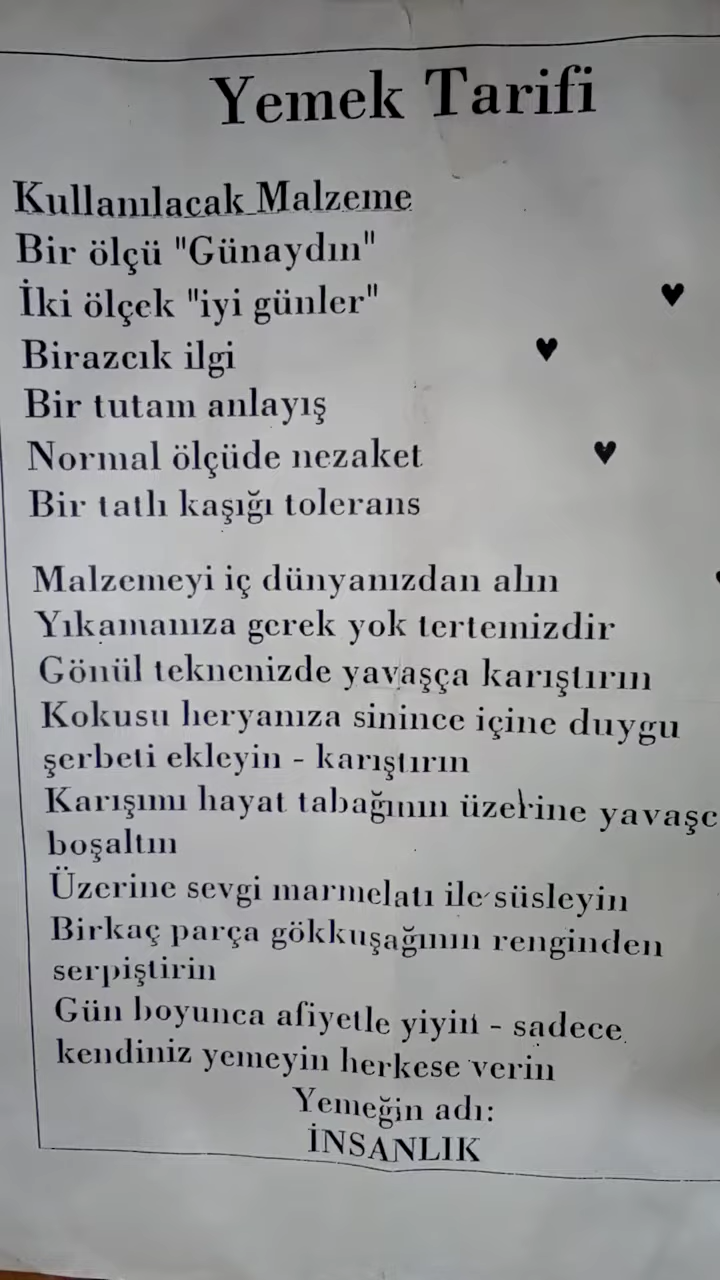 Yemek Tarifi
Kullanılacak Malzeme
Bir ölçü "Günaydın"
İki ölçek "iyi günler"
Birazcık ilgi
Bir tutam anlayış
Normal ölçüde nezaket
Bir tatlı kaşığı tolerans
Malzemeyi iç dünyanızdan alın
Yıkamanıza gerek yok tertemizdir
Gönül teknenizde yavaşça karıştırın
Kokusu heryanıza sinince içine duygu
şerbeti ekleyin - karıştırın
Karışımı hayat tabağının üzerine yavaşc
boşaltın
Üzerine sevgi marmelatı ile süsleyin
Birkaç parça gökkuşağının renginden
serpiştirin
Gün boyunca afiyetle yiyin - sadece
kendiniz yemeyin herkese verin
Yemeğin adı:
İNSANLIK